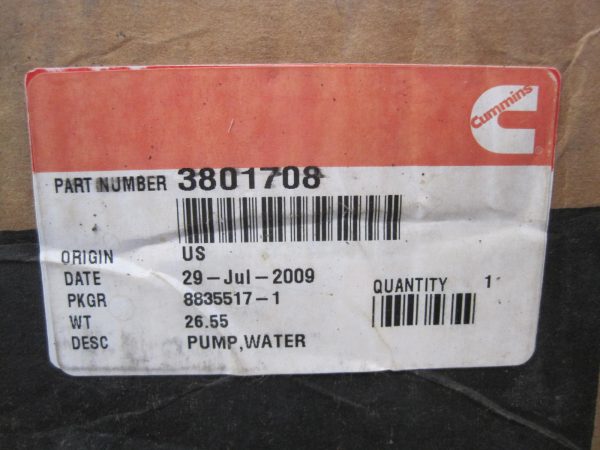 Cummins
PART NUMBER 3801708
ORIGIN US
DATE 29-Jul-2009
QUANTITY 1
PKGR 8835517-1
WT 26.55
DESC PUMP,WATER